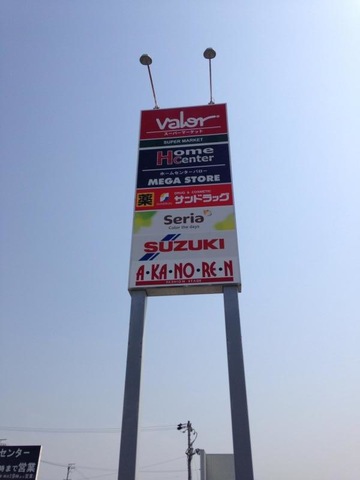 Valor
スーパーマーケット
SUPER MARKET
Home
Center
ホームセンターバロー
MEGA STORE
薬
DRUG & COSMETIC
サンドラッグ
Seria
Color the days
SUZUKI
A・KA・NO・RE・N
センター
時まで営業